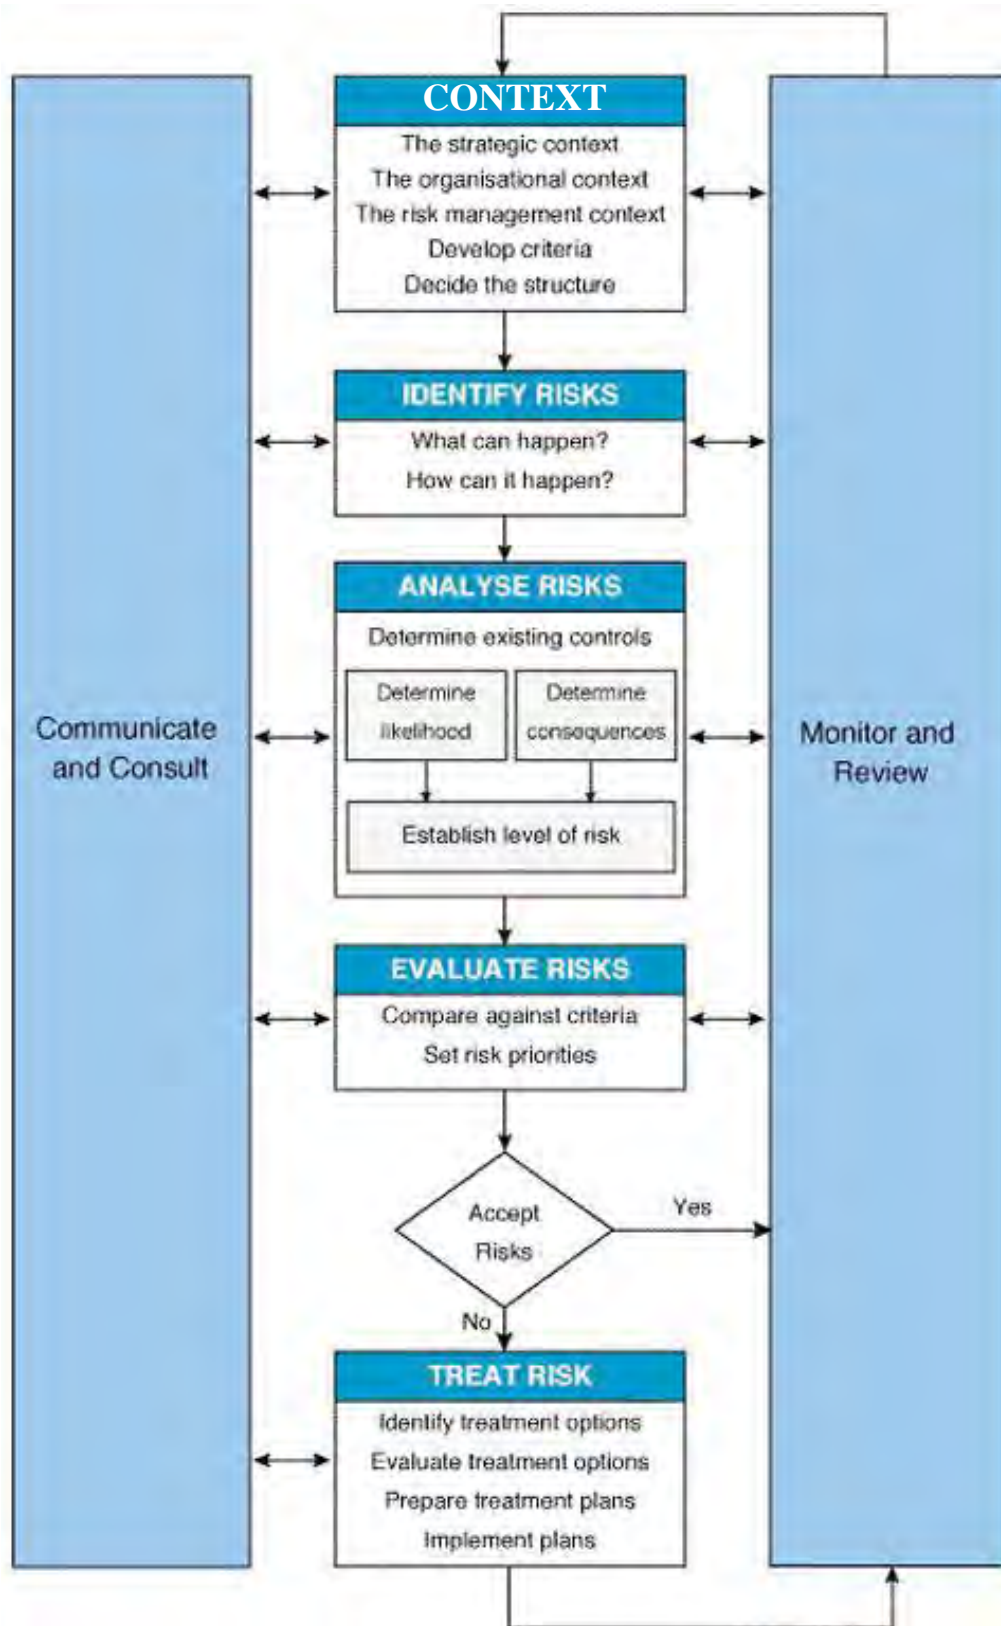 CONTEXT
The strategic context
The organisational context
The risk management context
Develop criteria
Decide the structure
IDENTIFY RISKS
What can happen?
How can it happen?
ANALYSE RISKS
Determine existing controls
Determine
likelihood
Determine
consequences
Establish level of risk
Communicate
and Consult
Monitor and
Review
EVALUATE RISKS
Compare against criteria
Set risk priorities
Accept
Risks
Yes
No
TREAT RISK
Identify treatment options
Evaluate treatment options
Prepare treatment plans
Implement plans